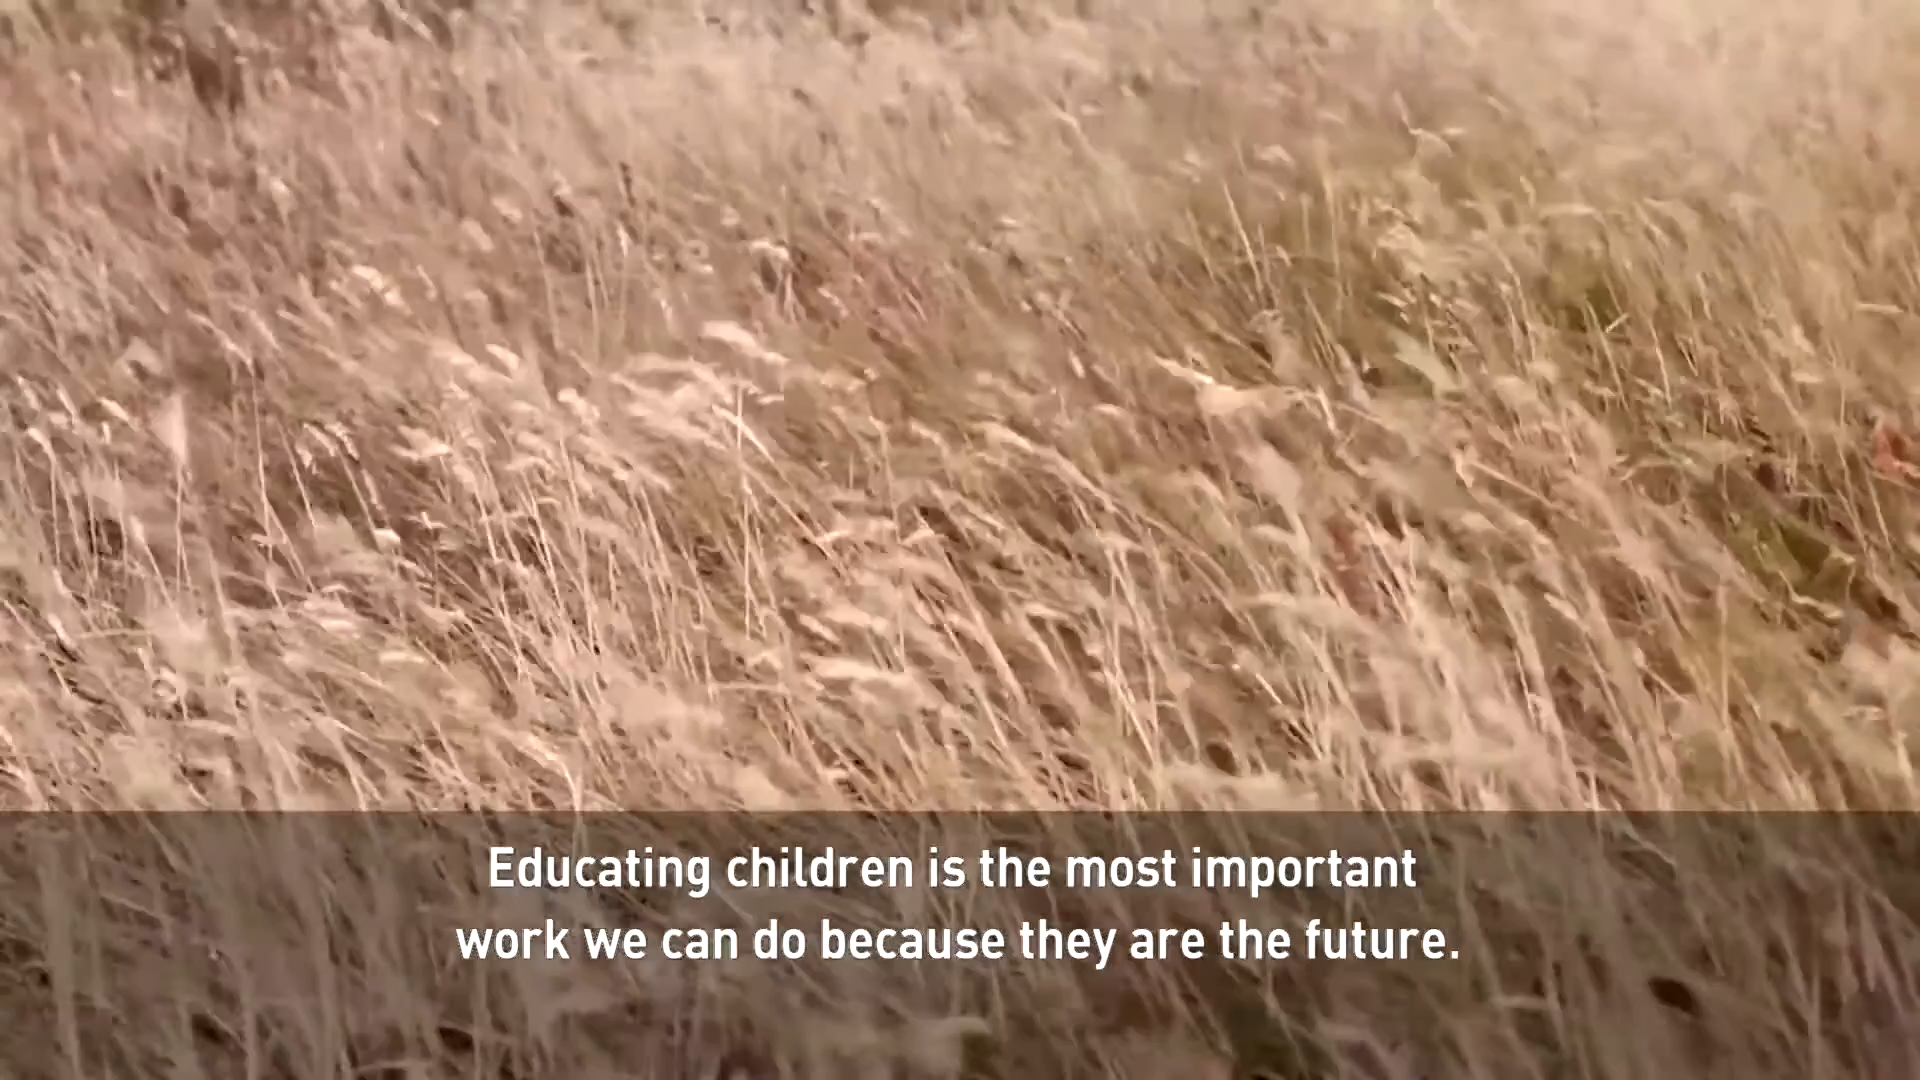 Educating children is the most important
work we can do because they are the future.